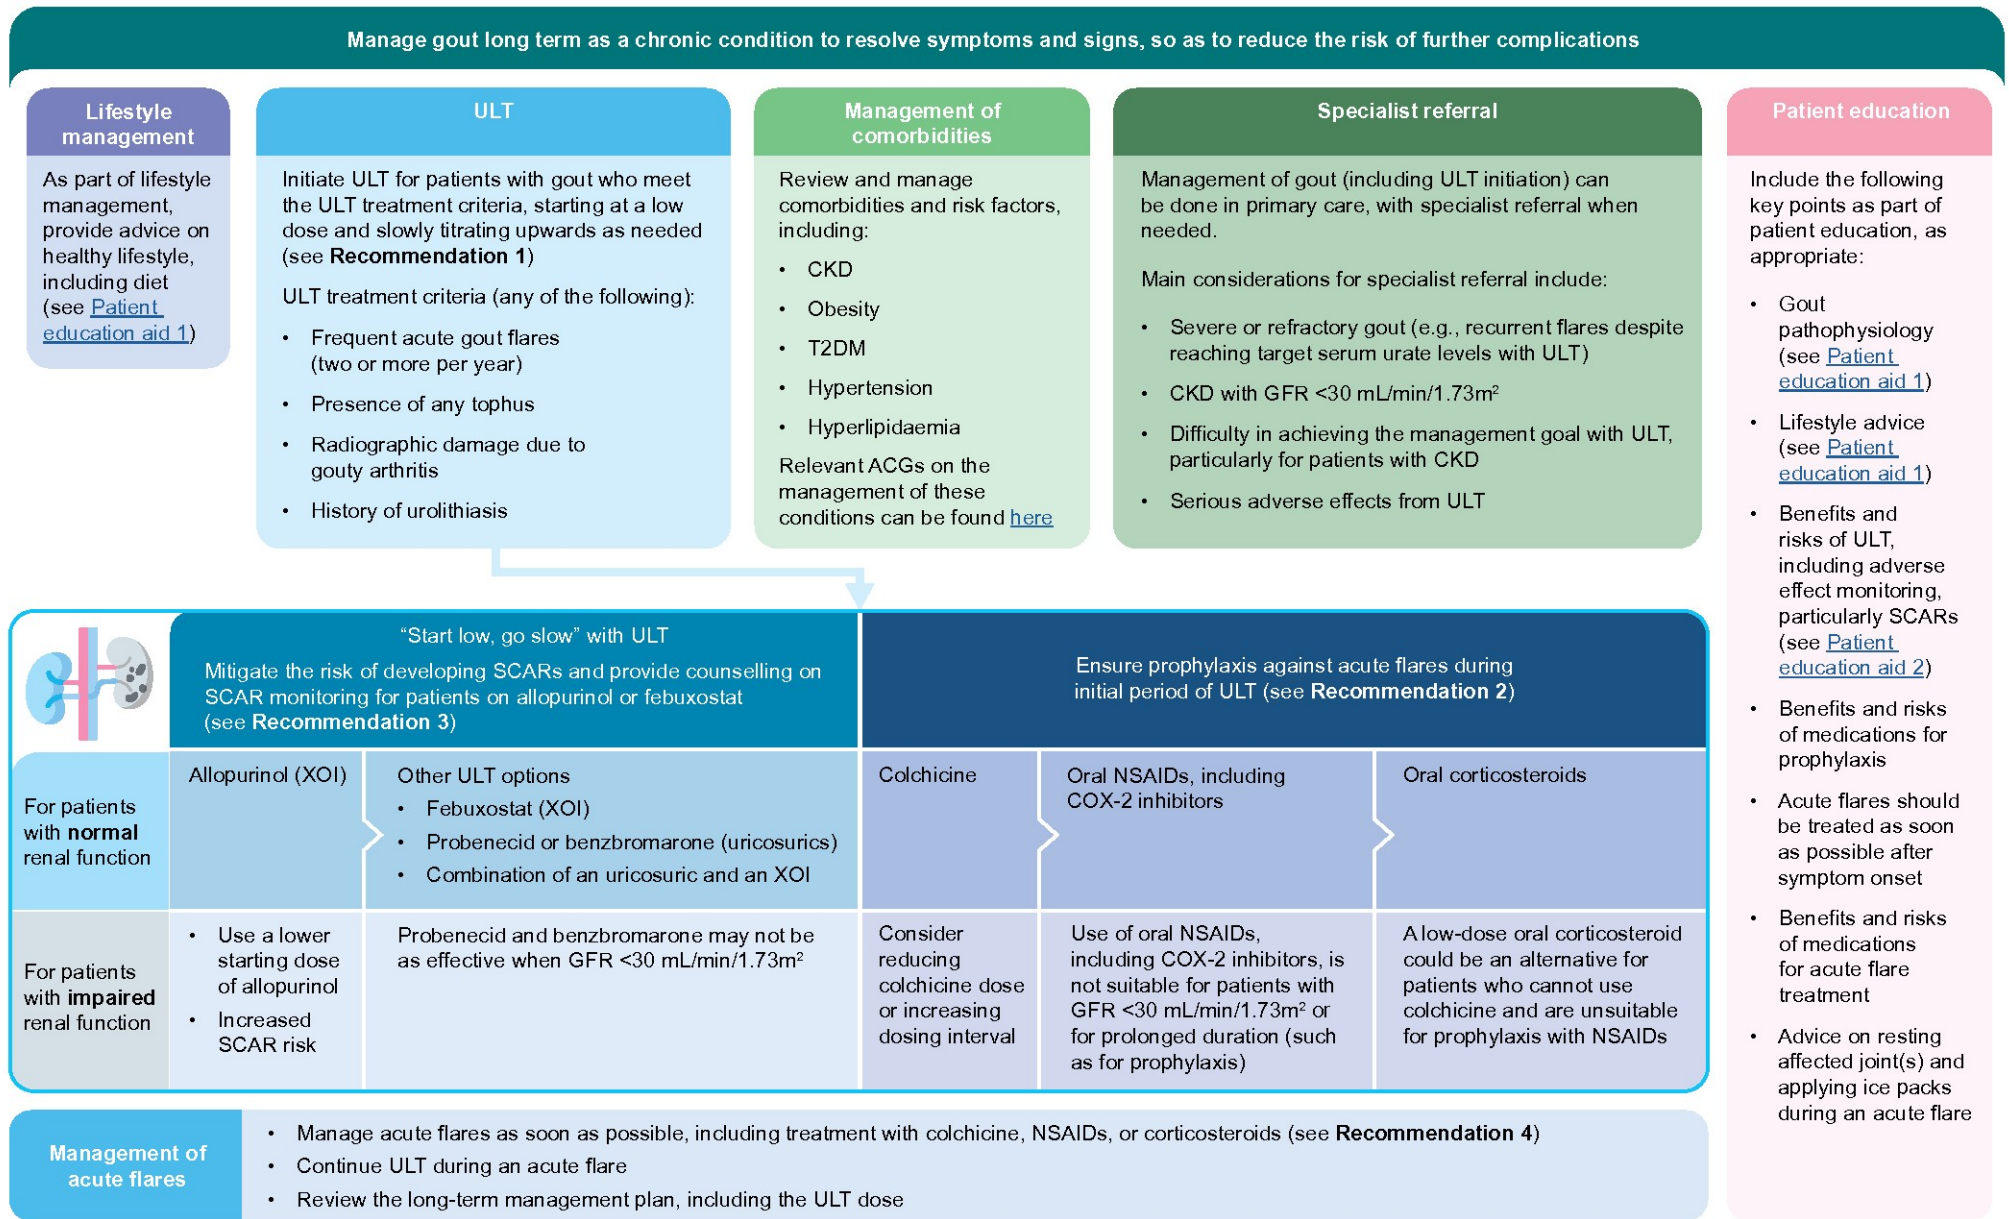 Manage gout long term as a chronic condition to resolve symptoms and signs, so as to reduce the risk of further complications
Lifestyle
management
As part of lifestyle
management,
provide advice on
healthy lifestyle,
including diet
(see Patient
education aid 1)
ULT
Initiate ULT for patients with gout who meet
the ULT treatment criteria, starting at a low
dose and slowly titrating upwards as needed
(see Recommendation 1)
ULT treatment criteria (any of the following):
• Frequent acute gout flares
(two or more per year)
• Presence of any tophus
• Radiographic damage due to
gouty arthritis
• History of urolithiasis
Management of
comorbidities
Review and manage
comorbidities and risk factors,
including:
• CKD
• Obesity
• T2DM
• Hypertension
• Hyperlipidaemia
Relevant ACGs on the
management of these
conditions can be found here
Specialist referral
Management of gout (including ULT initiation) can
be done in primary care, with specialist referral when
needed.
Main considerations for specialist referral include:
• Severe or refractory gout (e.g., recurrent flares despite
reaching target serum urate levels with ULT)
• CKD with GFR <30 mL/min/1.73m²
• Difficulty in achieving the management goal with ULT,
particularly for patients with CKD
• Serious adverse effects from ULT
Patient education
Include the following
key points as part of
patient education, as
appropriate:
• Gout
pathophysiology
(see Patient
education aid 1)
• Lifestyle advice
(see Patient
education aid 1)
• Benefits and
risks of ULT,
including adverse
effect monitoring,
particularly SCARs
(see Patient
education aid 2)
• Benefits and risks
of medications for
prophylaxis
• Acute flares should
be treated as soon
as possible after
symptom onset
• Benefits and risks
of medications
for acute flare
treatment
• Advice on resting
affected joint(s) and
applying ice packs
during an acute flare
“Start low, go slow” with ULT
Mitigate the risk of developing SCARs and provide counselling on
SCAR monitoring for patients on allopurinol or febuxostat
(see Recommendation 3)
Ensure prophylaxis against acute flares during
initial period of ULT (see Recommendation 2)
For patients
with normal
renal function
Allopurinol (XOI)
Other ULT options
• Febuxostat (XOI)
• Probenecid or benzbromarone (uricosurics)
• Combination of an uricosuric and an XOI
Colchicine
Oral NSAIDs, including
COX-2 inhibitors
Oral corticosteroids
For patients
with impaired
renal function
• Use a lower
starting dose
of allopurinol
• Increased
SCAR risk
Probenecid and benzbromarone may not be
as effective when GFR <30 mL/min/1.73m²
Consider
reducing
colchicine dose
or increasing
dosing interval
Use of oral NSAIDs,
including COX-2 inhibitors, is
not suitable for patients with
GFR <30 mL/min/1.73m² or
for prolonged duration (such
as for prophylaxis)
A low-dose oral corticosteroid
could be an alternative for
patients who cannot use
colchicine and are unsuitable
for prophylaxis with NSAIDs
Management of
acute flares
• Manage acute flares as soon as possible, including treatment with colchicine, NSAIDs, or corticosteroids (see Recommendation 4)
• Continue ULT during an acute flare
• Review the long-term management plan, including the ULT dose